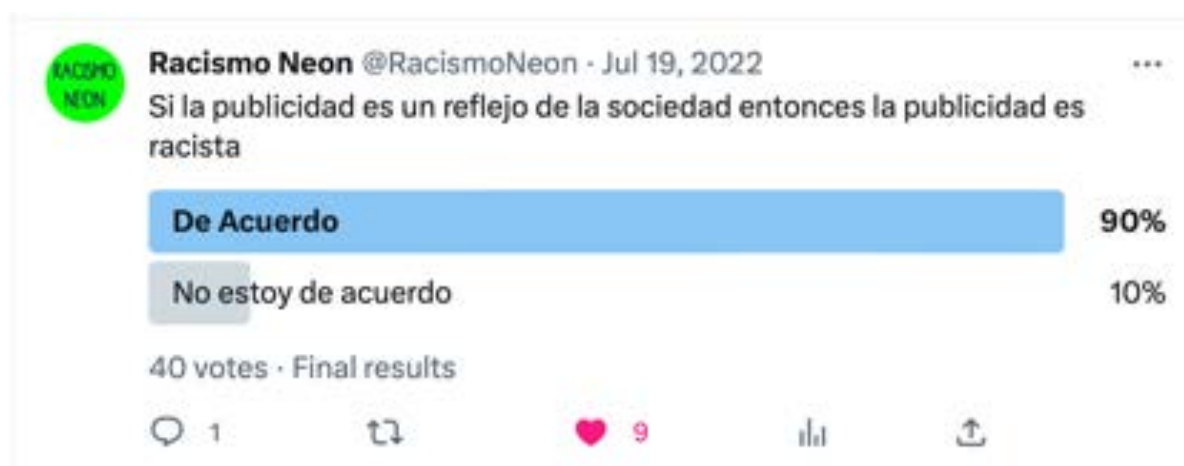 RACISMO
NEON
Racismo Neon @RacismoNeon · Jul 19, 2022
Si la publicidad es un reflejo de la sociedad entonces la publicidad es
racista
De Acuerdo 90%
No estoy de acuerdo 10%
40 votes · Final results
1 9